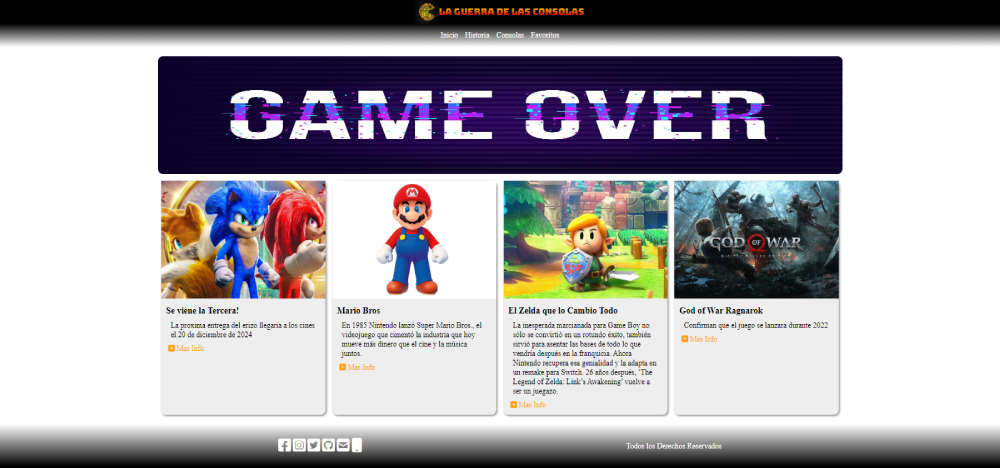 LA GUERRA DE LAS CONSOLAS
Inicio Historia Consolas Favoritos
GAME OVER
GOD OF WAR
Se viene la Tercera!
La proxima entrega del erizo llegaria a los cines
el 20 de diciembre de 2024
Mas Info
Mario Bros
En 1985 Nintendo lanzó Super Mario Bros., el
videojuego que cimentó la industria que hoy
mueve más dinero que el cine y la música
juntos.
Mas Info
El Zelda que lo Cambio Todo
La inesperada marcianada para Game Boy no
sólo se convirtió en un rotundo éxito, también
sirvió para asentar las bases de todo lo que
vendría después en la franquicia. Ahora
Nintendo recupera esa genialidad y la adapta en
un remake para Switch. 26 años después, 'The
Legend of Zelda: Link's Awakening' vuelve a
ser un juegazo.
Mas Info
God of War Ragnarok
Confirman que el juego se lanzara durante 2022
Mas Info
Todos los Derechos Reservados